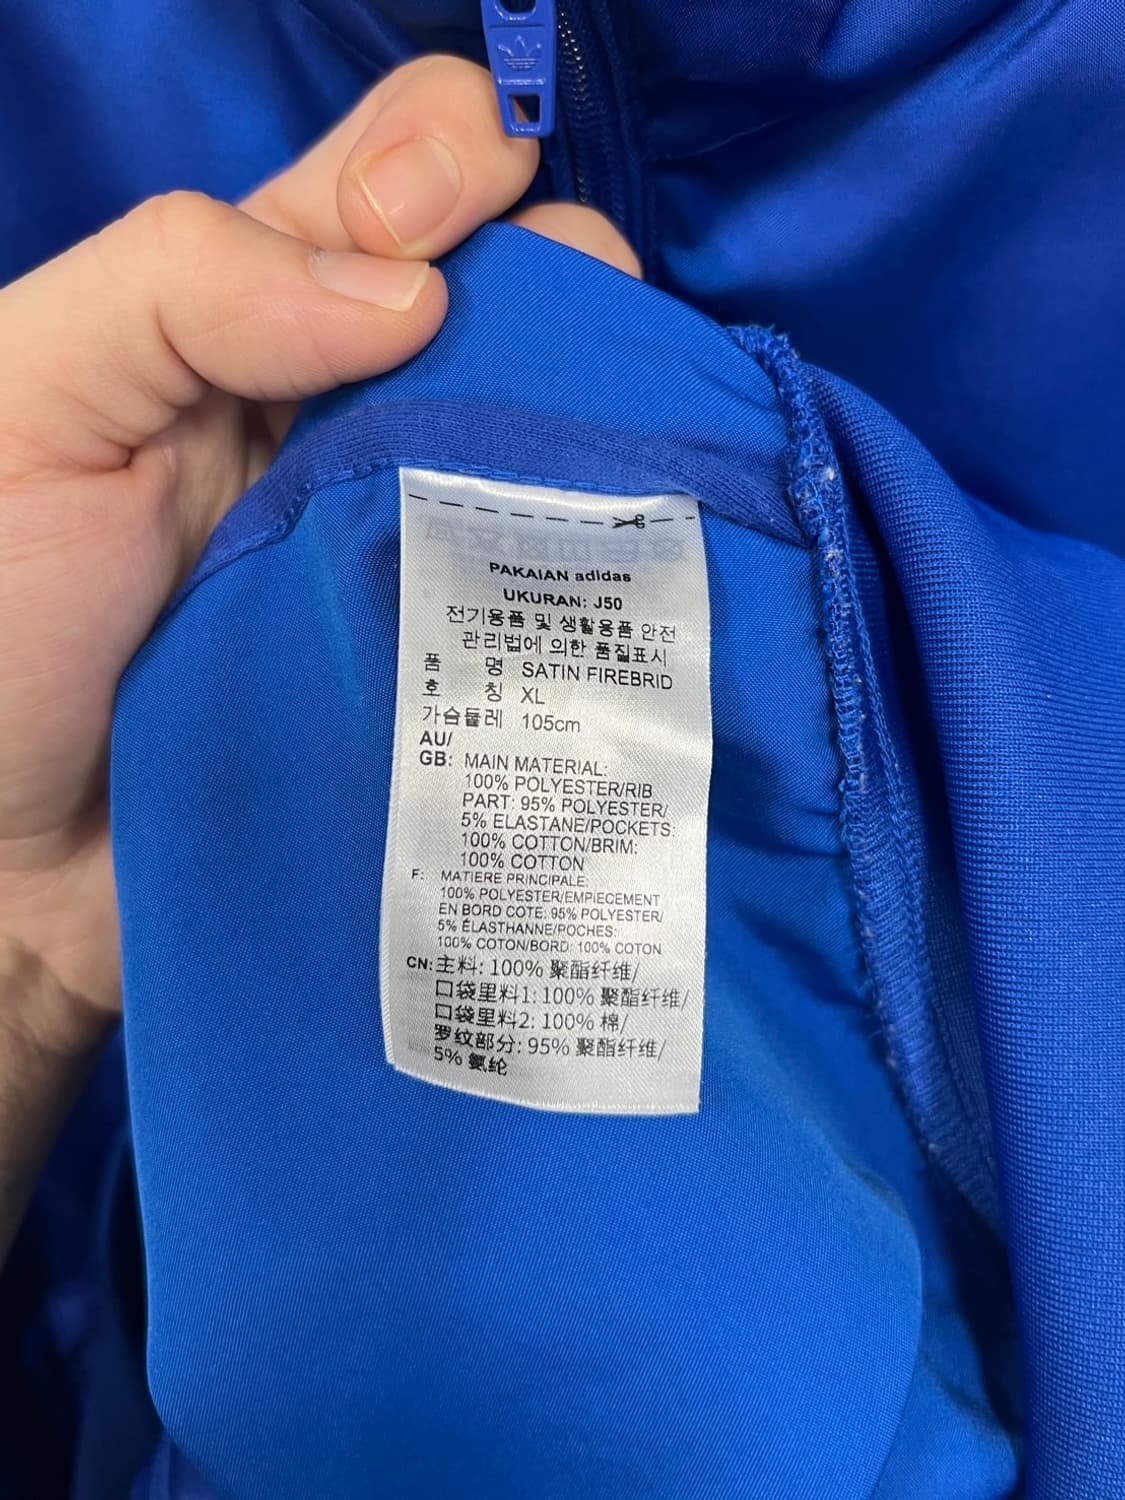 PAKAIAN adidas
UKURAN: J50
전기용품 및 생활용품 안전
관리법에 의한 품질표시
품 명 SATIN FIREBRID
호 칭 XL
가슴둘레 105cm
AU/
GB: MAIN MATERIAL:
100% POLYESTER/RIB
PART: 95% POLYESTER/
5% ELASTANE/POCKETS:
100% COTTON/BRIM:
100% COTTON
F: MATIERE PRINCIPALE:
100% POLYESTER/EMPIECEMENT
EN BORD COTE: 95% POLYESTER/
5% ÉLASTHANNE/POCHES:
100% COTON/BORD: 100% COTON
CN: 主料: 100% 聚酯纤维/
口袋里料1: 100% 聚酯纤维/
口袋里料2: 100% 棉/
罗纹部分: 95% 聚酯纤维/
5% 氨纶